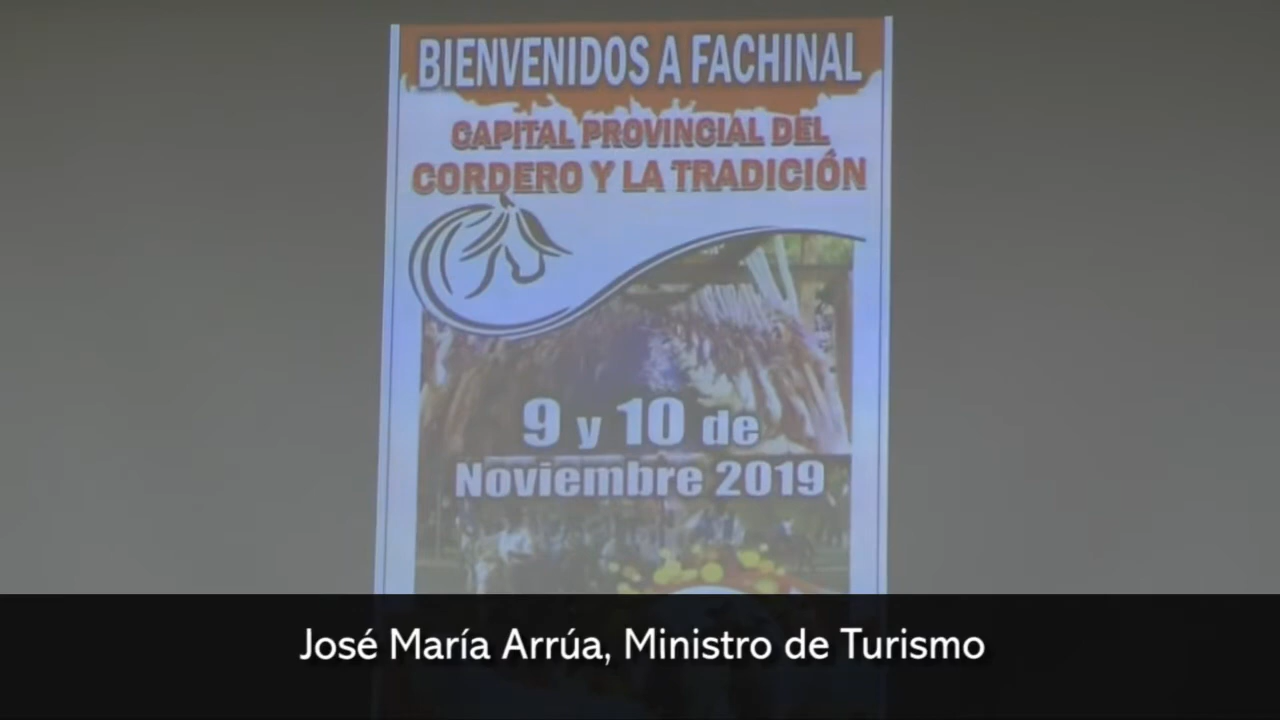 BIENVENIDOS A FACHINAL
CAPITAL PROVINCIAL DEL
CORDERO Y LA TRADICIÓN
9 y 10 de
Noviembre 2019
José María Arrúa, Ministro de Turismo